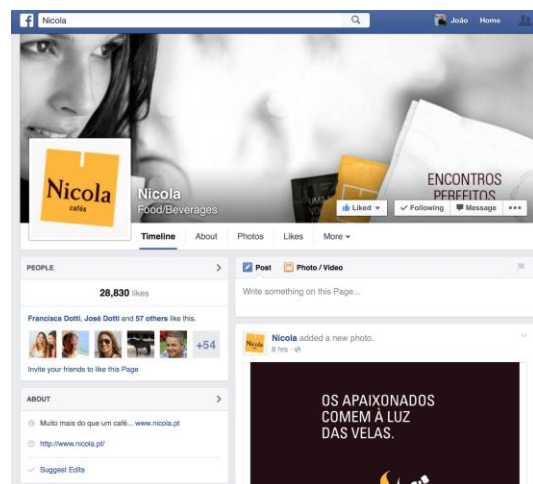 Nicola
João Home
ENCONTROS
PERFEITOS
Nicola
cafés
Nicola
Food/Beverages
Liked Following Message
Timeline About Photos Likes More
PEOPLE
28,830 likes
Francisca Dotti, José Dotti and 57 others like this.
+54
Invite your friends to like this Page
ABOUT
Muito mais do que um café... www.nicola.pt
http://www.nicola.pt/
Suggest Edits
Post Photo / Video
Write something on this Page...
Nicola
Nicola added a new photo.
8 hrs
OS APAIXONADOS
COMEM À LUZ
DAS VELAS.